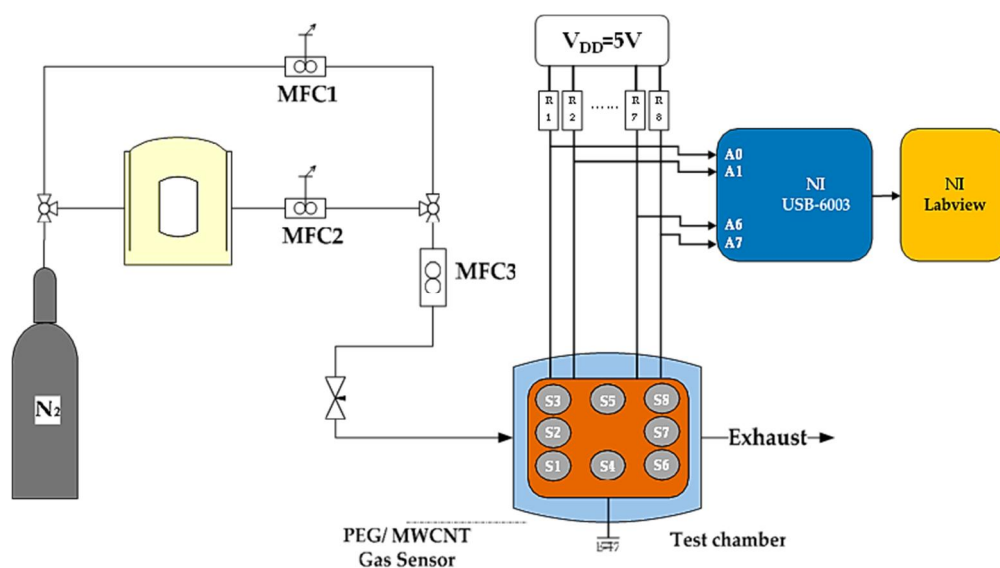 V_DD=5V
MFC1
R
1
R
2
......
R
7
R
8
A0
A1
A6
A7
NI
USB-6003
NI
Labview
MFC2
MFC3
N₂
S3 S5 S8
S2 S7
S1 S4 S6
Exhaust
PEG/ MWCNT
Gas Sensor
Test chamber